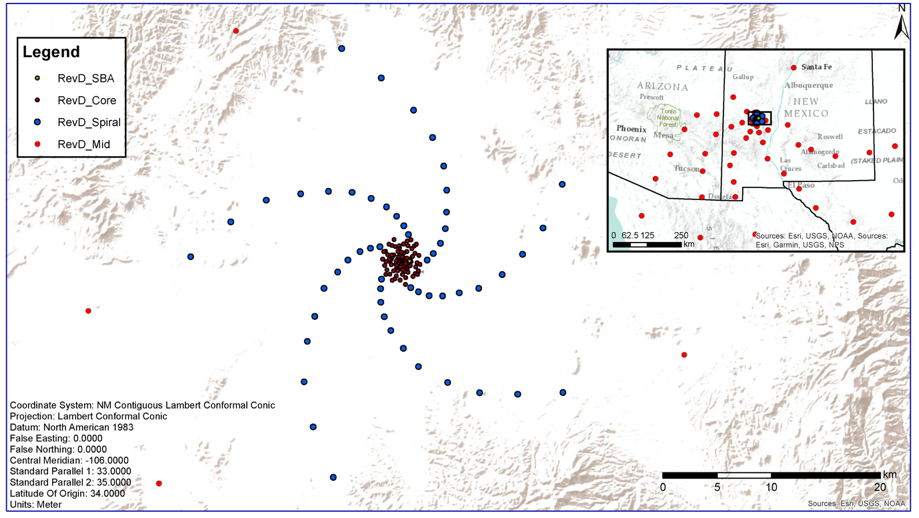 N
Legend
RevD_SBA
RevD_Core
RevD_Spiral
RevD_Mid
PLATEAU
Gallup
Santa Fe
ARIZONA
Albuquerque
Prescott
NEW
MEXICO
LLANO
Tonto
National
Forest
Phoenix
Mesa
ESTACADO
Roswell
SONORAN
DESERT
Alamogordo
(STAKED PLAIN
Las
Cruces
Carlsbad
Tucson
Od
Douglas
El Paso
0 62.5 125 250
km
Sources: Esri, USGS, NOAA, Sources:
Esri, Garmin, USGS, NPS
Coordinate System: NM Contiguous Lambert Conformal Conic
Projection: Lambert Conformal Conic
Datum: North American 1983
False Easting: 0.0000
False Northing: 0.0000
Central Meridian: -106.0000
Standard Parallel 1: 33.0000
Standard Parallel 2: 35.0000
Latitude Of Origin: 34.0000
Units: Meter
km
0 5 10 20
Sources: Esri, USGS, NOAA